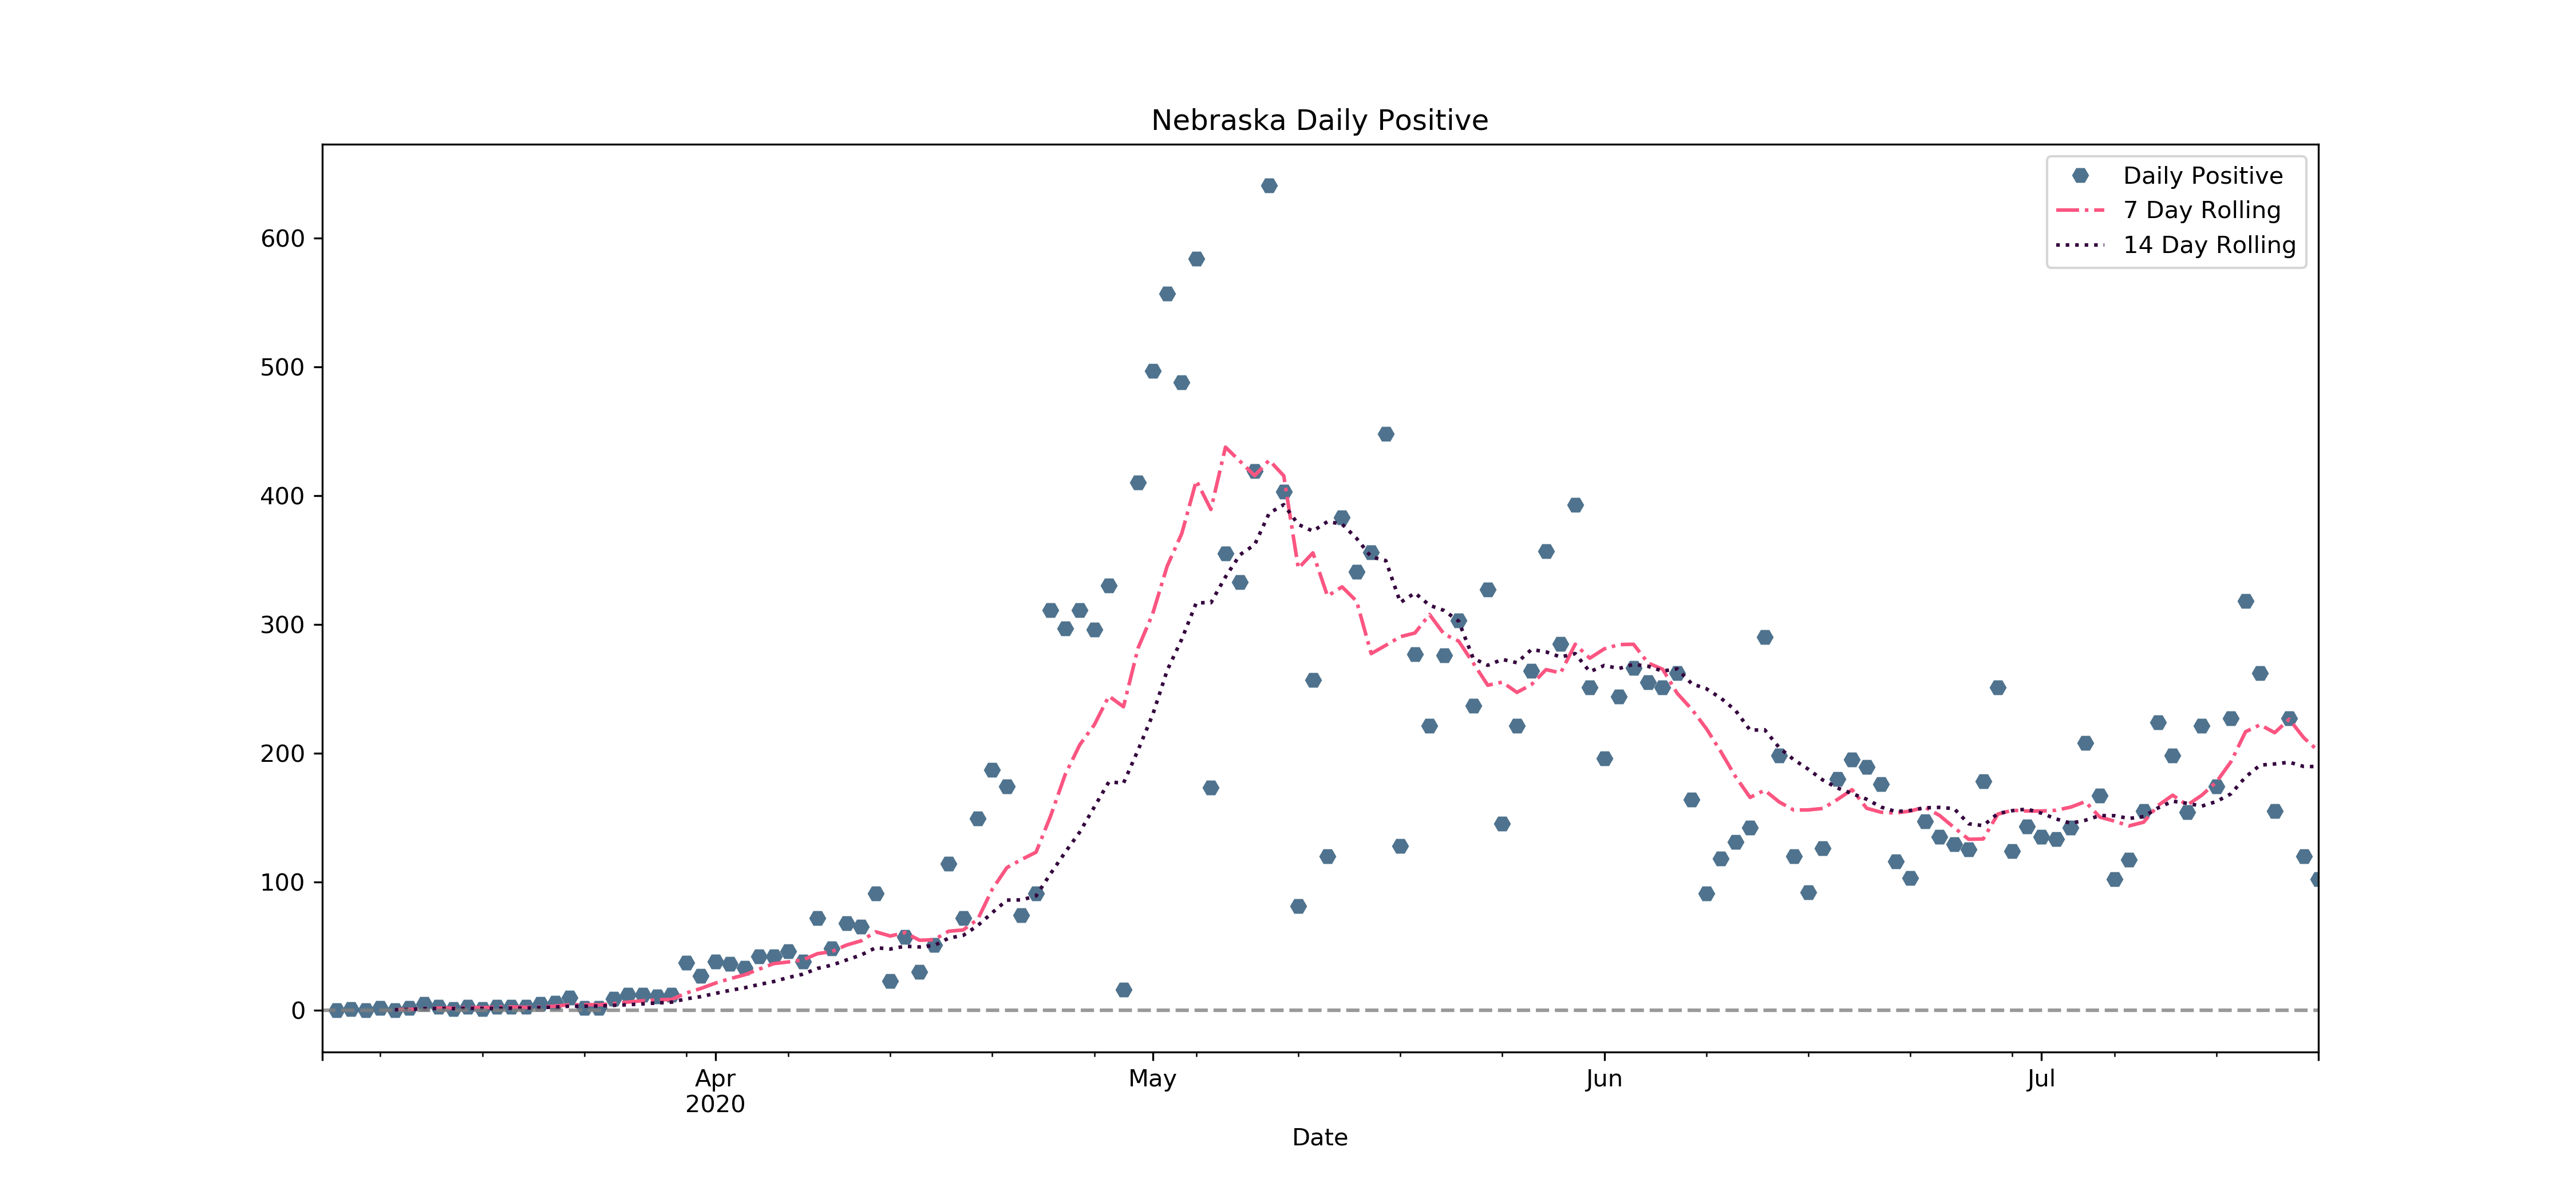 Nebraska Daily Positive
Daily Positive
7 Day Rolling
14 Day Rolling
600
500
400
300
200
100
0
Apr
2020
May
Jun
Jul
Date